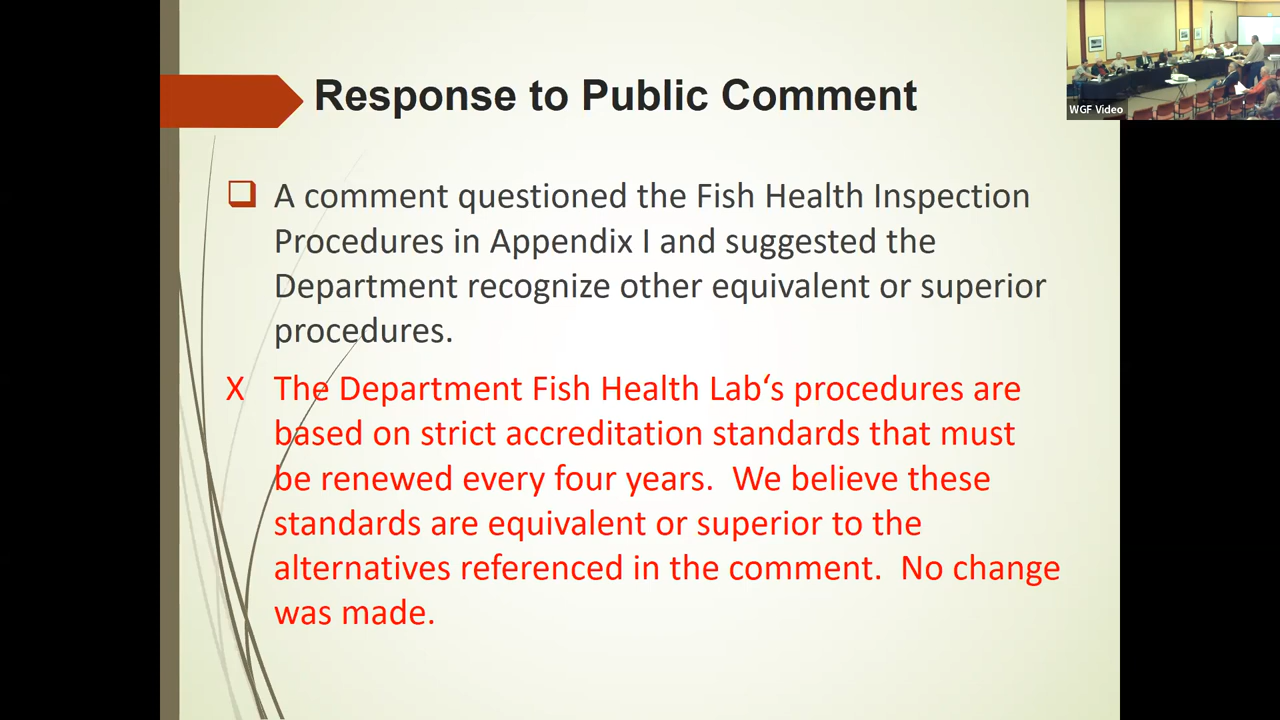 Response to Public Comment
WGF Video
❑ A comment questioned the Fish Health Inspection
Procedures in Appendix I and suggested the
Department recognize other equivalent or superior
procedures.
X The Department Fish Health Lab‘s procedures are
based on strict accreditation standards that must
be renewed every four years. We believe these
standards are equivalent or superior to the
alternatives referenced in the comment. No change
was made.